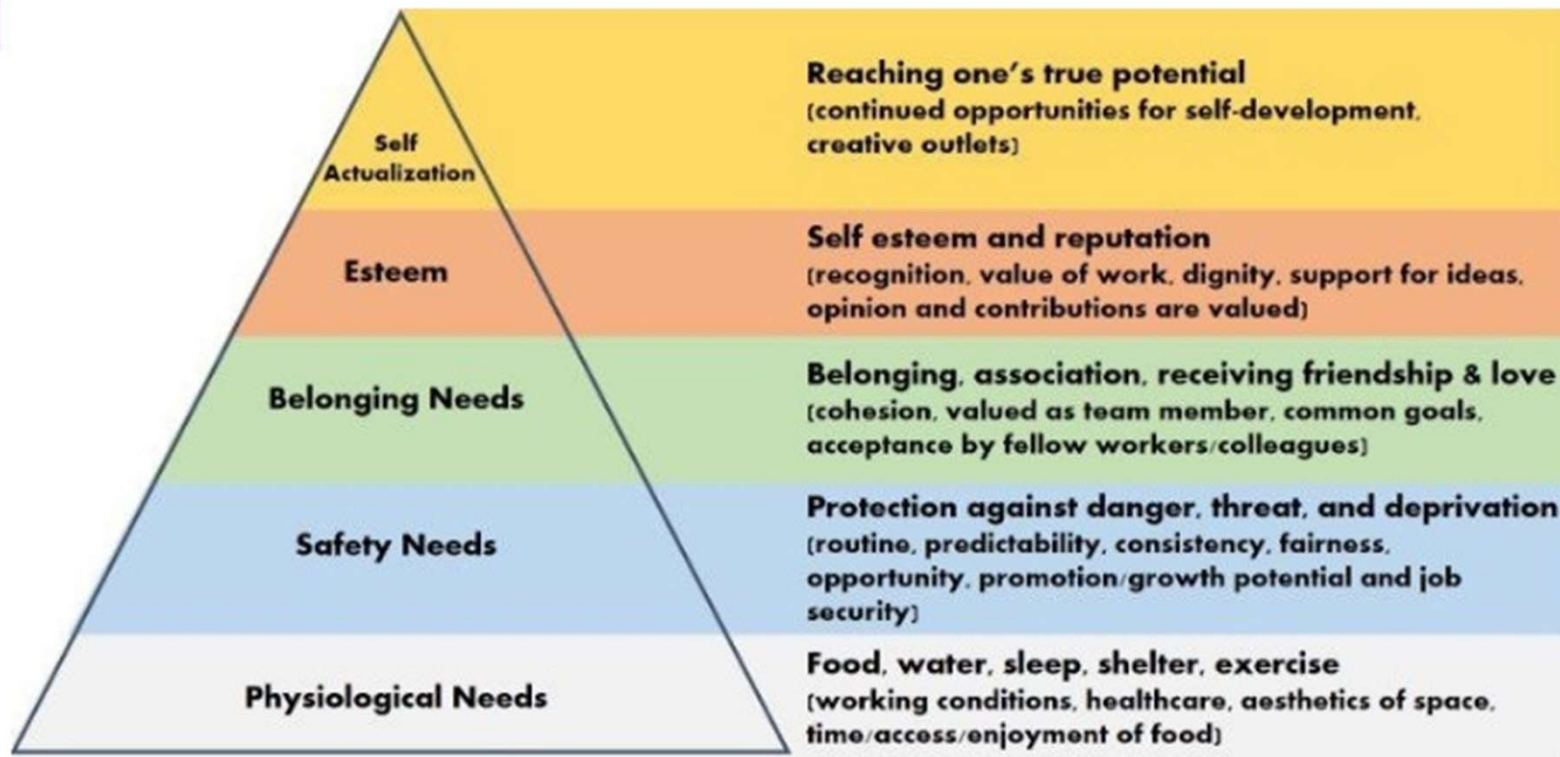 Self
Actualization
Reaching one's true potential
(continued opportunities for self-development,
creative outlets)
Esteem
Self esteem and reputation
(recognition, value of work, dignity, support for ideas,
opinion and contributions are valued)
Belonging Needs
Belonging, association, receiving friendship & love
(cohesion, valued as team member, common goals,
acceptance by fellow workers/colleagues)
Safety Needs
Protection against danger, threat, and deprivation
(routine, predictability, consistency, fairness,
opportunity, promotion/growth potential and job
security)
Physiological Needs
Food, water, sleep, shelter, exercise
(working conditions, healthcare, aesthetics of space,
time/access/enjoyment of food)